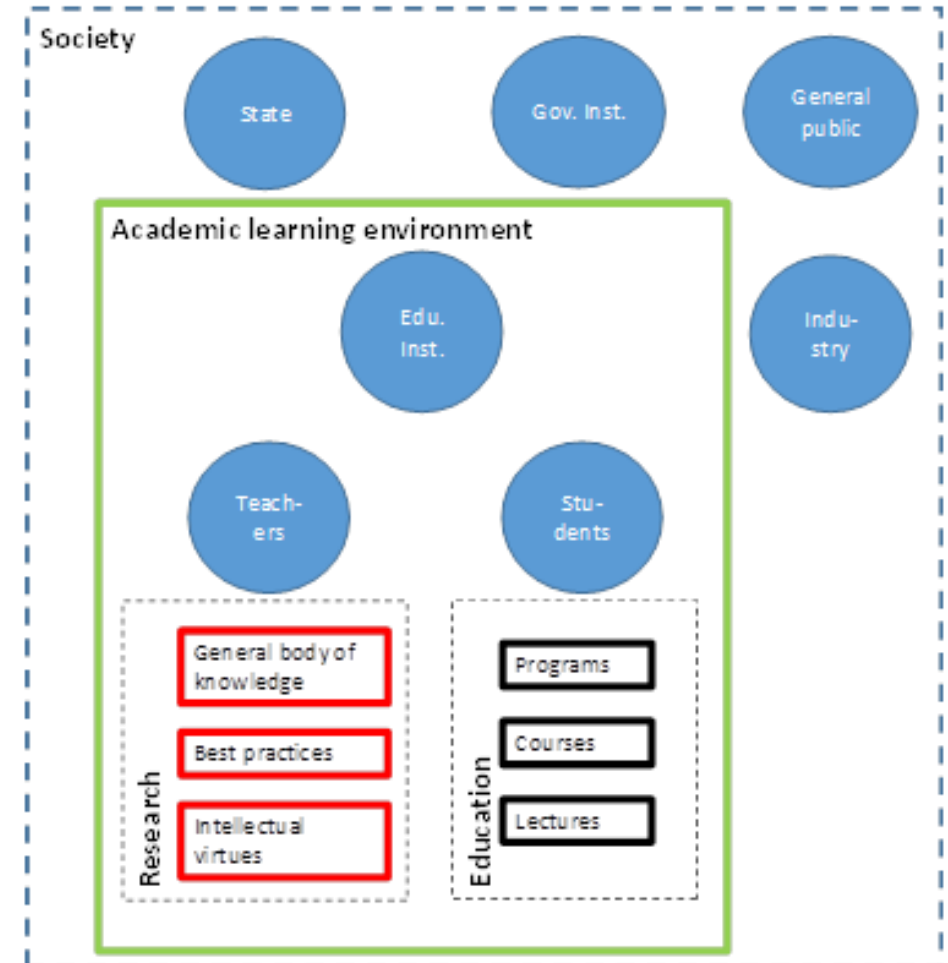 Society
State
Gov. Inst.
General
public
Academic learning environment
Edu.
Inst.
Indu-
stry
Teach-
ers
Stu-
dents
Research
General body of
knowledge
Best practices
Intellectual
virtues
Education
Programs
Courses
Lectures